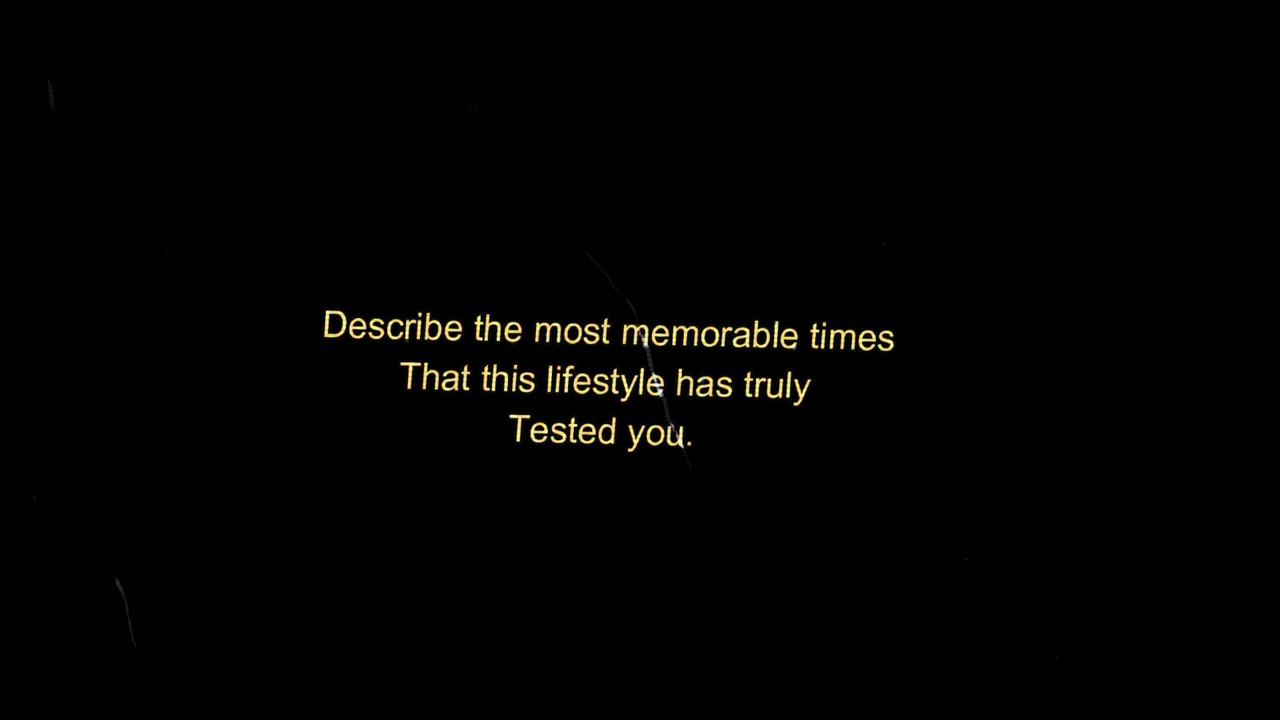 Describe the most memorable times
That this lifestyle has truly
Tested you.